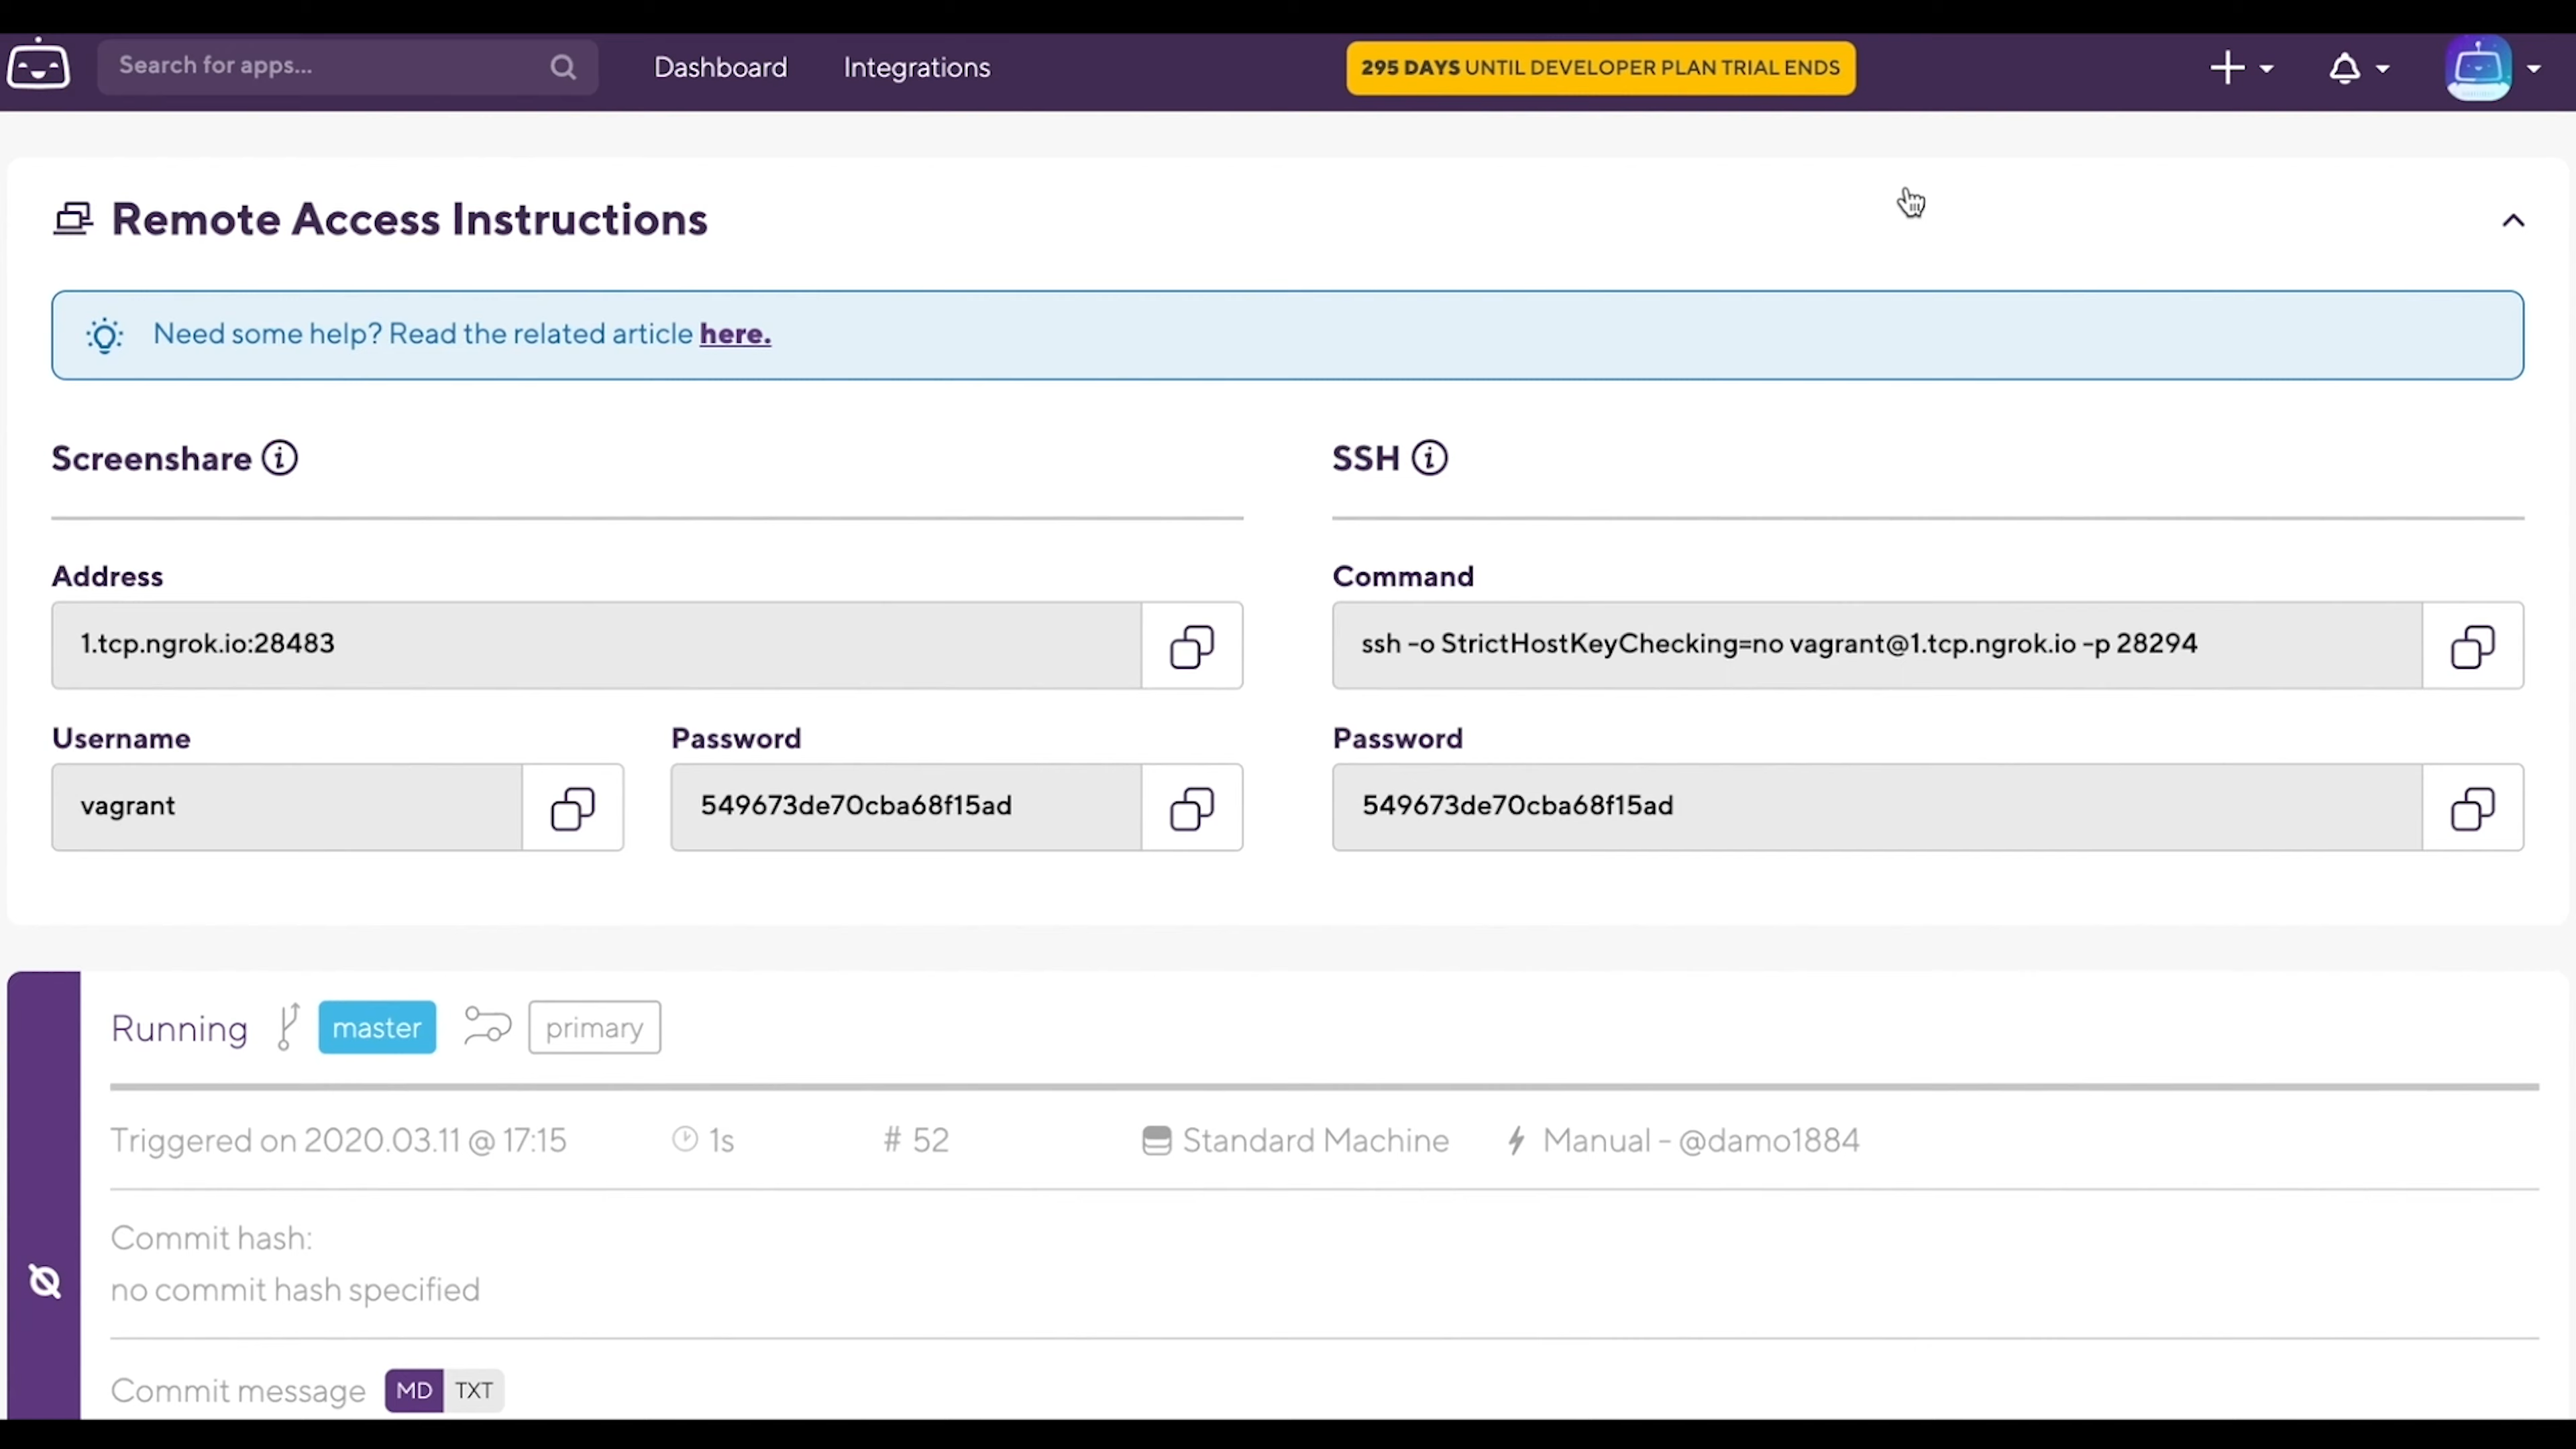 Search for apps...
Dashboard
Integrations
295 DAYS UNTIL DEVELOPER PLAN TRIAL ENDS
Remote Access Instructions
Need some help? Read the related article here.
Screenshare
SSH
Address
Command
1.tcp.ngrok.io:28483
ssh -o StrictHostKeyChecking=no vagrant@1.tcp.ngrok.io -p 28294
Username
Password
Password
vagrant
549673de70cba68f15ad
549673de70cba68f15ad
Running
master
primary
Triggered on 2020.03.11 @ 17:15
1s
# 52
Standard Machine
Manual - @damo1884
Commit hash:
no commit hash specified
Commit message
MD
TXT